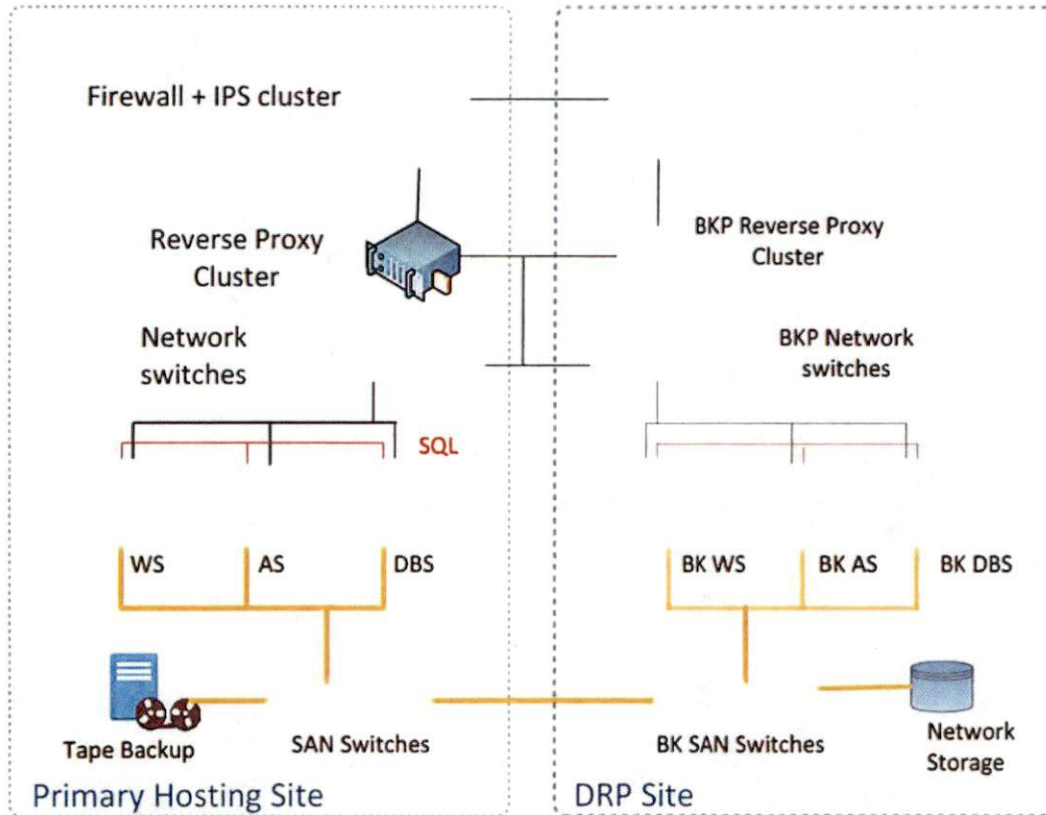 Firewall + IPS cluster
Reverse Proxy
Cluster
BKP Reverse Proxy
Cluster
Network
switches
BKP Network
switches
SQL
WS
AS
DBS
BK WS
BK AS
BK DBS
Tape Backup
SAN Switches
BK SAN Switches
Network
Storage
Primary Hosting Site
DRP Site